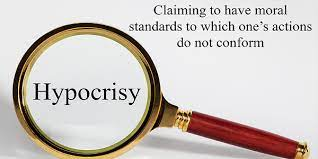 Claiming to have moral
standards to which one's actions
do not conform
Hypocrisy